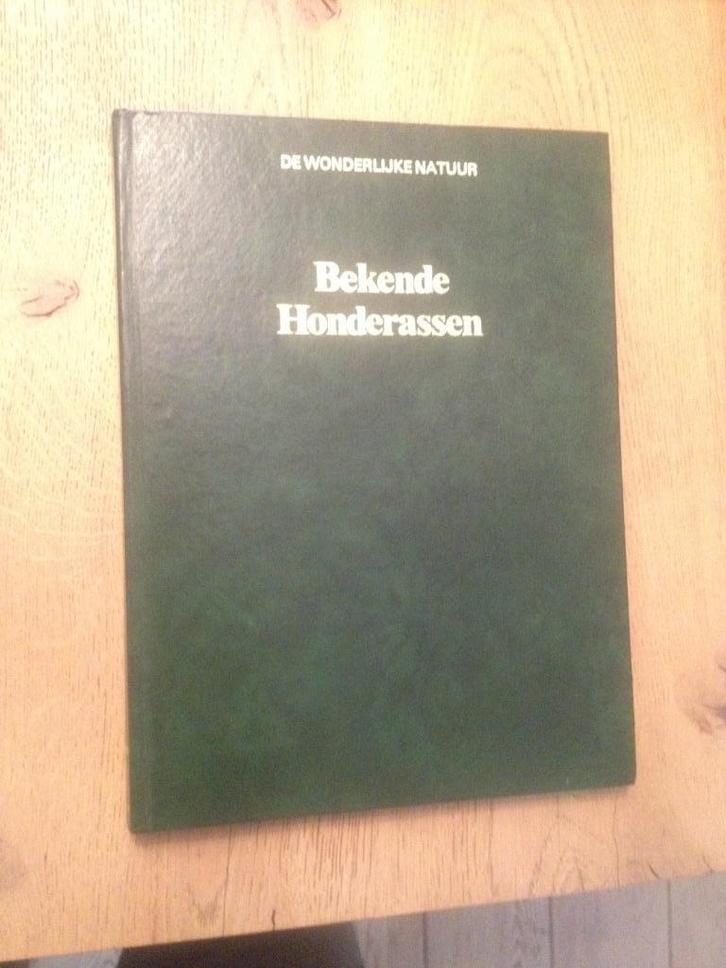 DE WONDERLIJKE NATUUR
Bekende
Honderassen